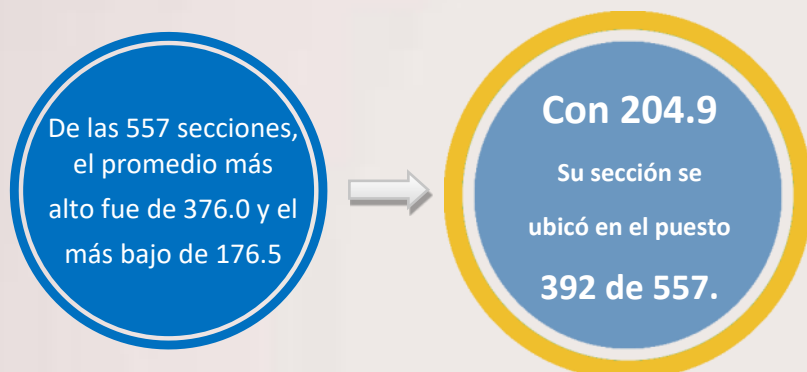 De las 557 secciones,
el promedio más
alto fue de 376.0 y el
más bajo de 176.5
Con 204.9
Su sección se
ubicó en el puesto
392 de 557.